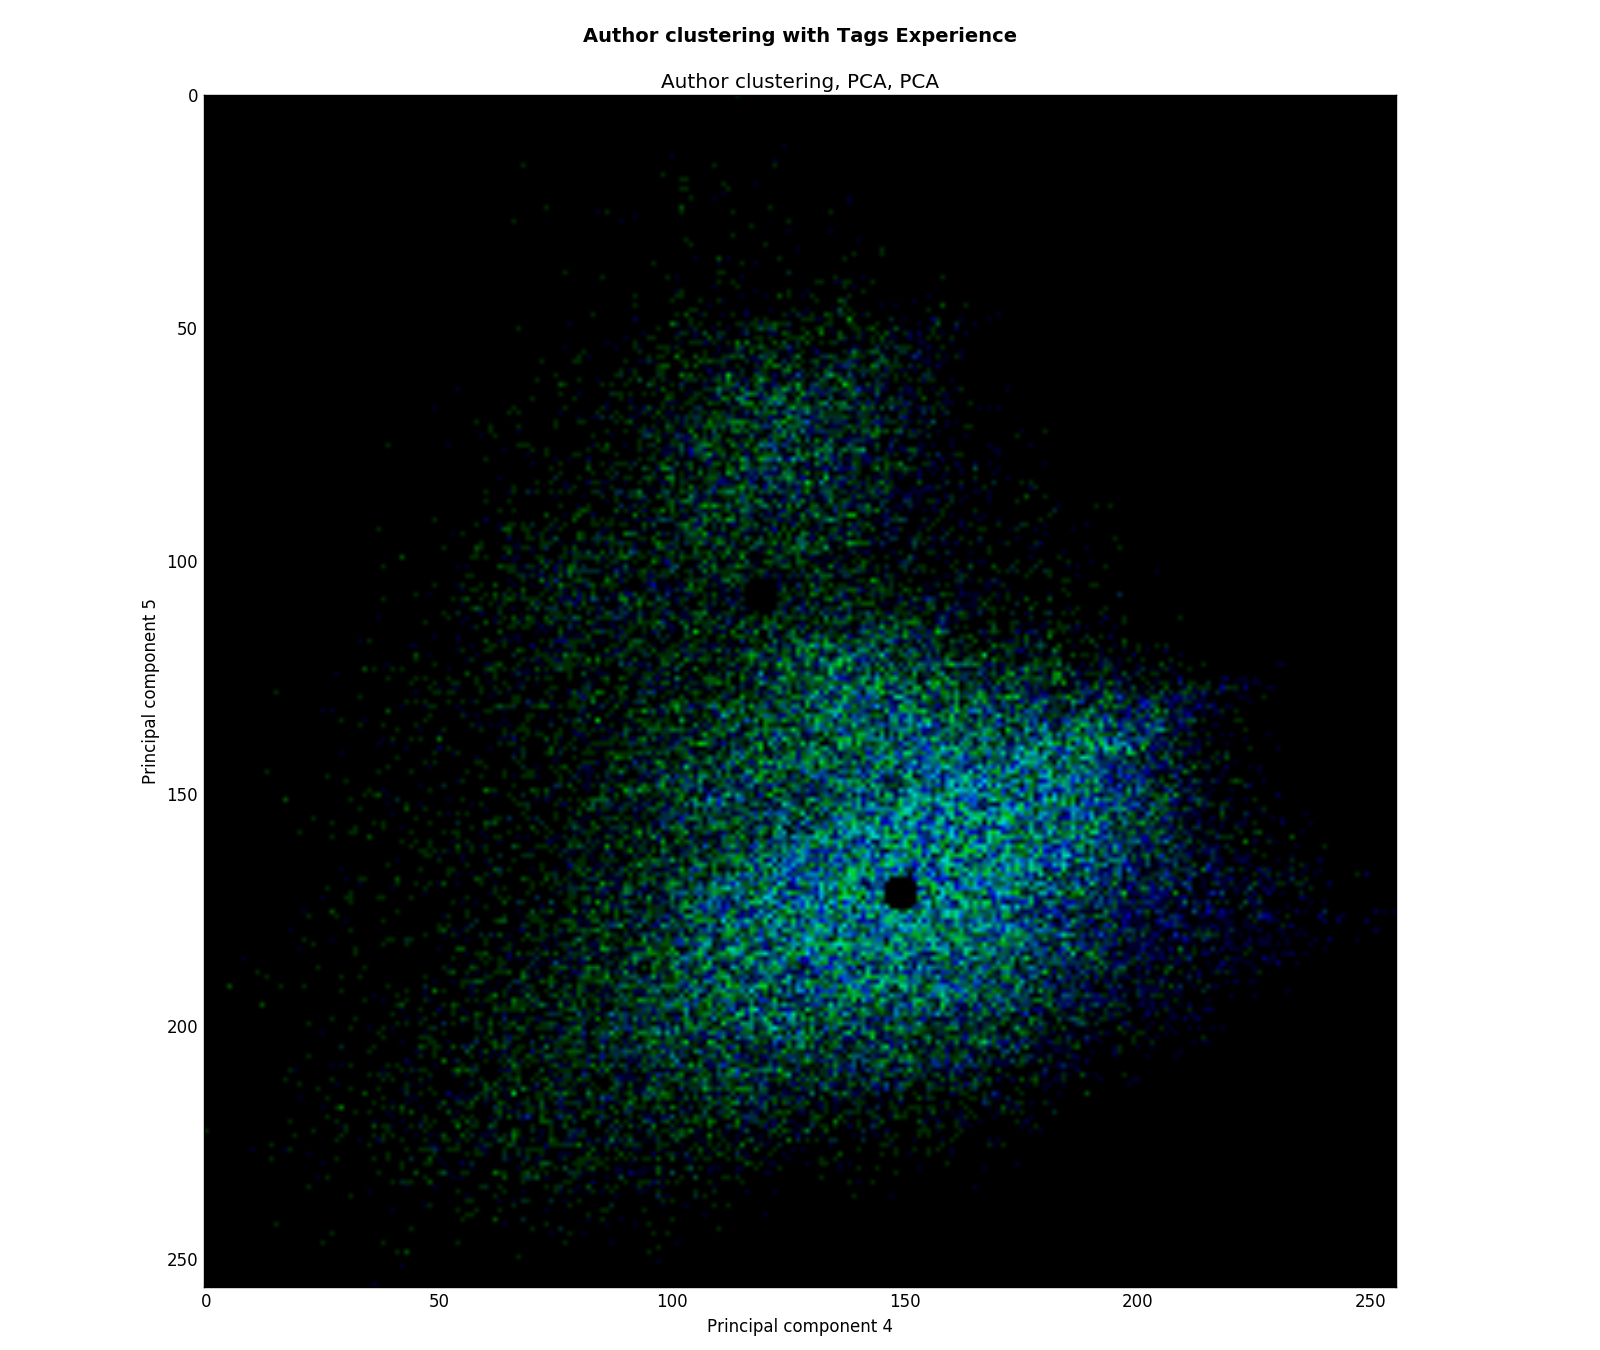 Author clustering with Tags Experience
Author clustering, PCA, PCA
0
50
100
150
200
250
Principal component 5
0 50 100 150 200 250
Principal component 4